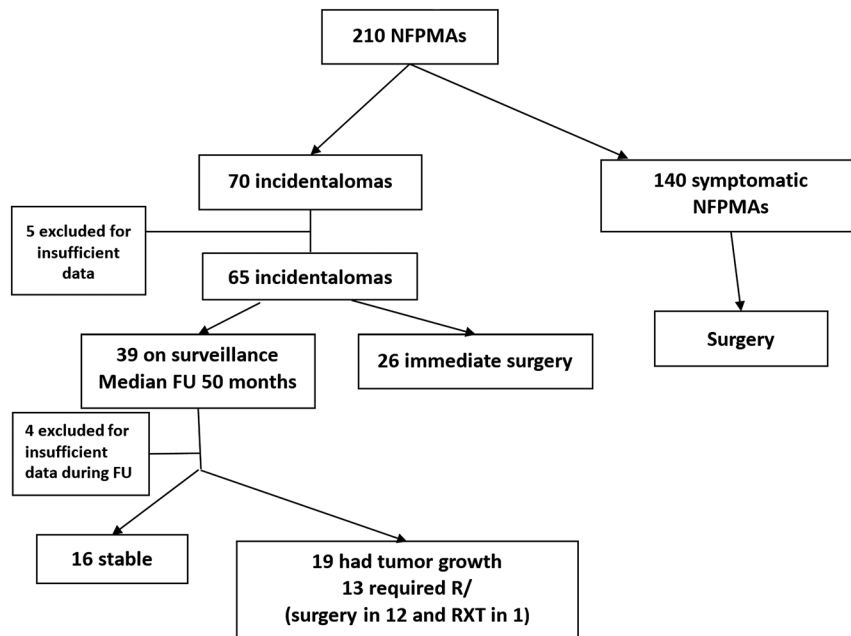 210 NFPMAs
70 incidentalomas
140 symptomatic
NFPMAs
5 excluded for
insufficient
data
65 incidentalomas
Surgery
39 on surveillance
Median FU 50 months
26 immediate surgery
4 excluded for
insufficient
data during FU
16 stable
19 had tumor growth
13 required R/
(surgery in 12 and RXT in 1)